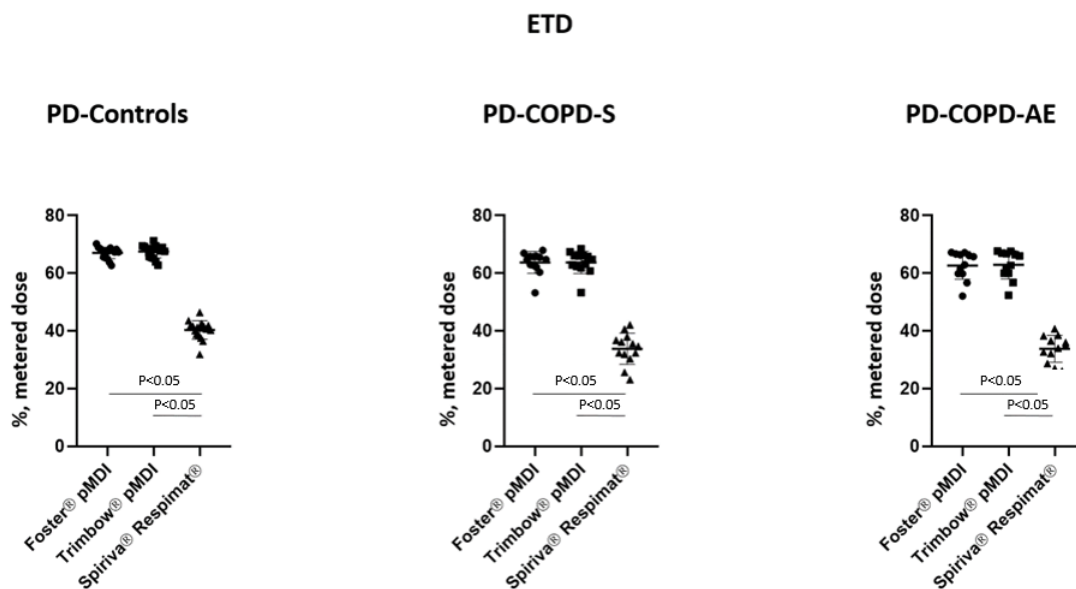 ETD
PD-Controls
PD-COPD-S
PD-COPD-AE
%, metered dose
80
60
40
20
0
P<0.05
P<0.05
Foster® pMDI
Trimbow® pMDI
Spiriva® Respimat®
%, metered dose
80
60
40
20
0
P<0.05
P<0.05
Foster® pMDI
Trimbow® pMDI
Spiriva® Respimat®
%, metered dose
80
60
40
20
0
P<0.05
P<0.05
Foster® pMDI
Trimbow® pMDI
Spiriva® Respimat®